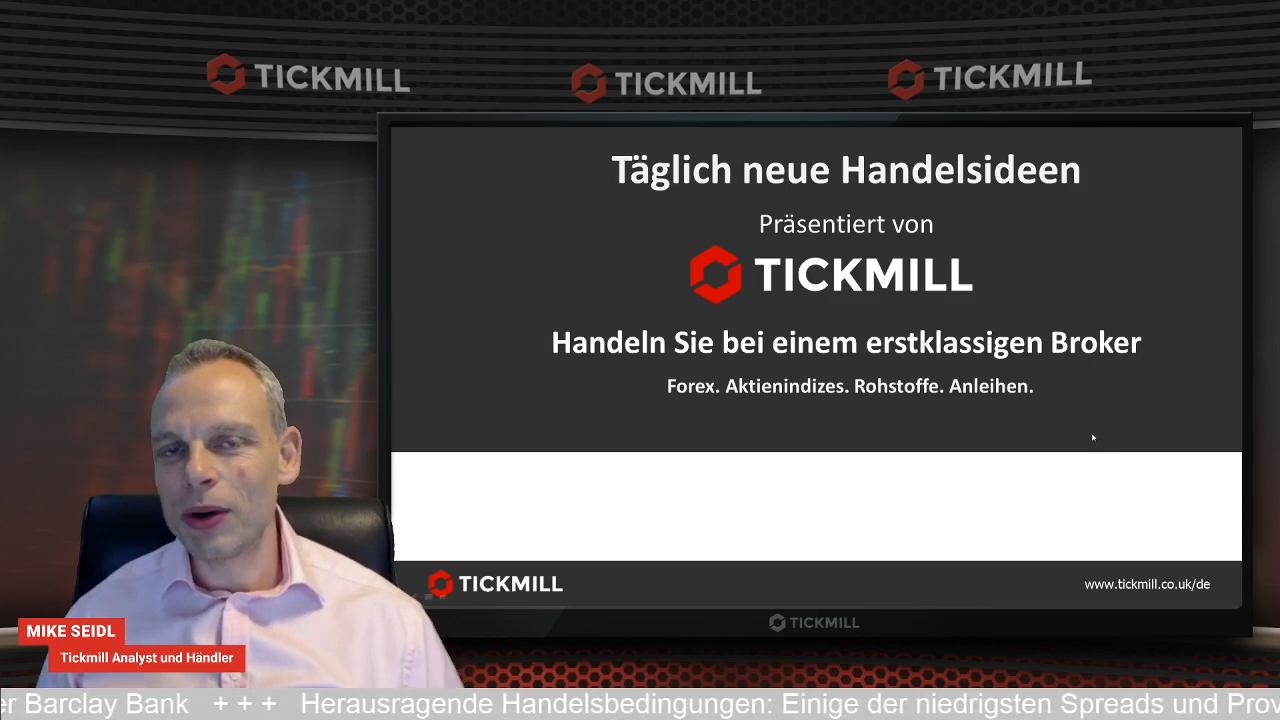 TICKMILL
TICKMILL
TICKMILL
Täglich neue Handelsideen
Präsentiert von
TICKMILL
Handeln Sie bei einem erstklassigen Broker
Forex. Aktienindizes. Rohstoffe. Anleihen.
TICKMILL
www.tickmill.co.uk/de
TICKMILL
MIKE SEIDL
Tickmill Analyst und Händler
er Barclay Bank + + + Herausragende Handelsbedingungen: Einige der niedrigsten Spreads und Prov